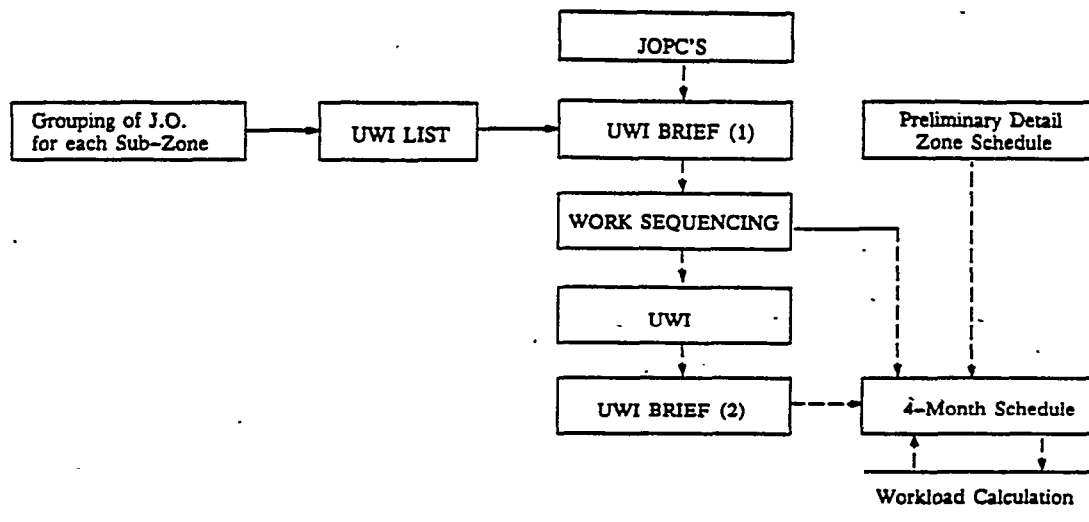 JOPC'S
Grouping of J.O.
for each Sub-Zone
UWI LIST
UWI BRIEF (1)
Preliminary Detail
Zone Schedule
WORK SEQUENCING
UWI
UWI BRIEF (2)
4-Month Schedule
Workload Calculation